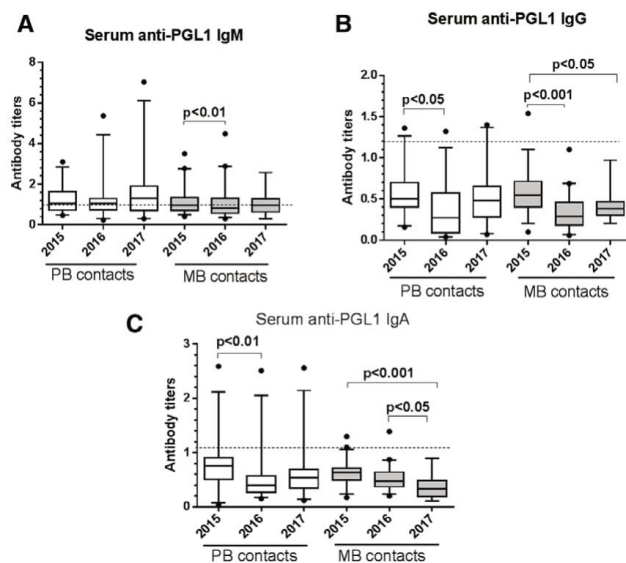 A
Serum anti-PGL1 IgM
Antibody titers
8
6
4
2
0
p<0.01
2015
2016
2017
2015
2016
2017
PB contacts
MB contacts
B
Serum anti-PGL1 IgG
Antibody titers
2.0
1.5
1.0
0.5
0.0
p<0.05
p<0.05
p<0.001
2015
2016
2017
2015
2016
2017
PB contacts
MB contacts
C
Serum anti-PGL1 IgA
Antibody titers
3
2
1
0
p<0.01
p<0.001
p<0.05
2015
2016
2017
2015
2016
2017
PB contacts
MB contacts